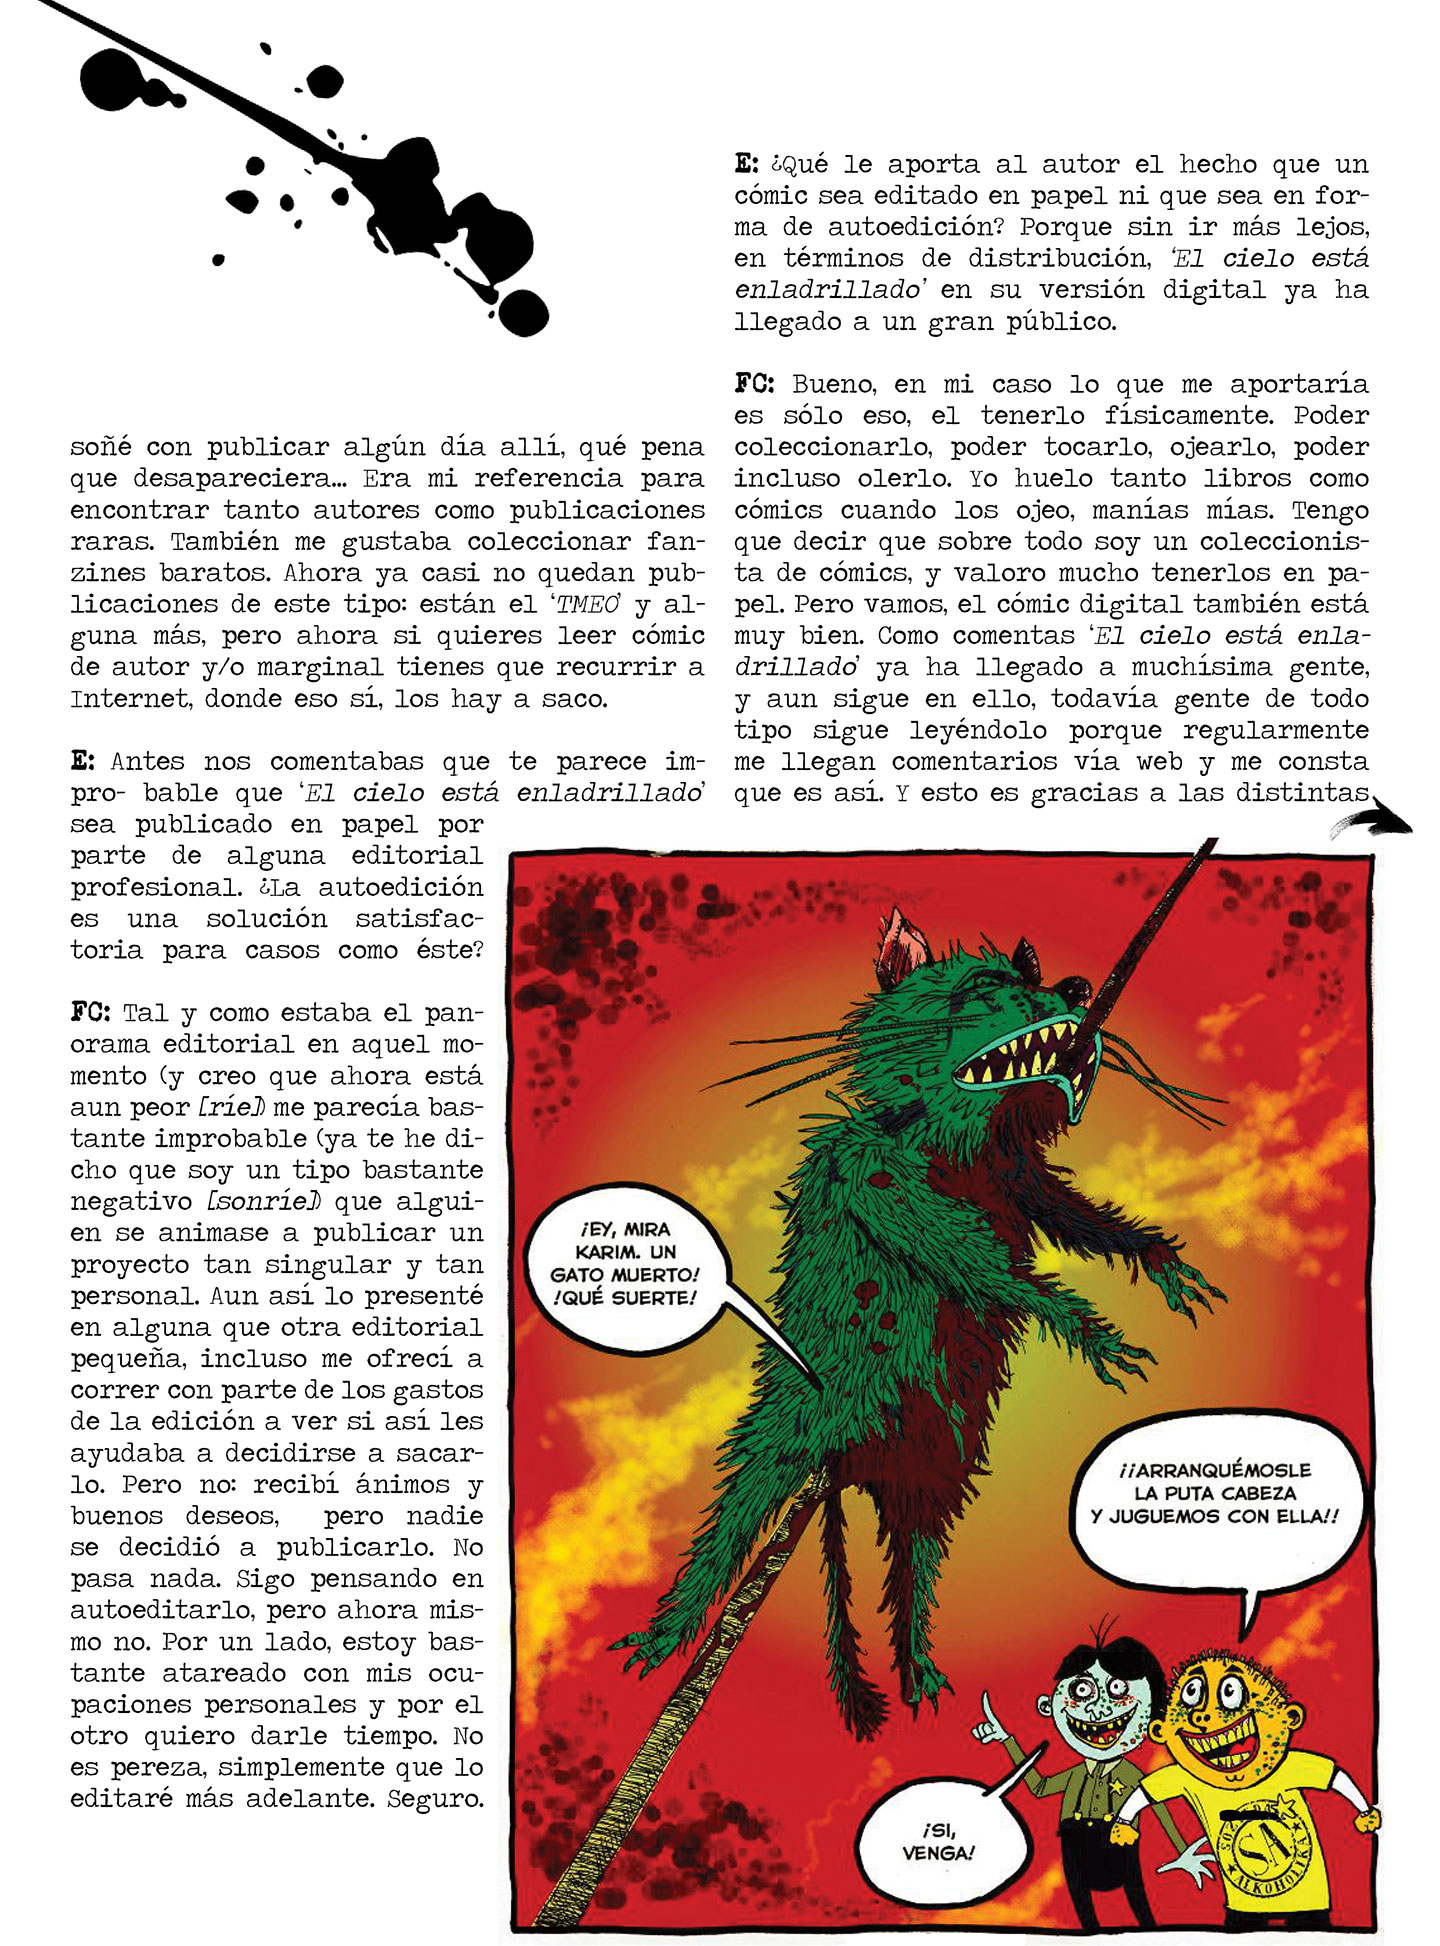 soñé con publicar algún día allí, qué pena
que desapareciera... Era mi referencia para
encontrar tanto autores como publicaciones
raras. También me gustaba coleccionar fan-
zines baratos. Ahora ya casi no quedan pub-
licaciones de este tipo: están el ‘TMEO’ y al-
guna más, pero ahora si quieres leer cómic
de autor y/o marginal tienes que recurrir a
Internet, donde eso sí, los hay a saco.
E: Antes nos comentabas que te parece im-
pro- bable que ‘El cielo está enladrillado’
sea publicado en papel por
parte de alguna editorial
profesional. ¿La autoedición
es una solución satisfac-
toria para casos como éste?
FC: Tal y como estaba el pan-
orama editorial en aquel mo-
mento (y creo que ahora está
aun peor [ríe]) me parecía bas-
tante improbable (ya te he di-
cho que soy un tipo bastante
negativo [sonríe]) que algui-
en se animase a publicar un
proyecto tan singular y tan
personal. Aun así lo presenté
en alguna que otra editorial
pequeña, incluso me ofrecí a
correr con parte de los gastos
de la edición a ver si así les
ayudaba a decidirse a sacar-
lo. Pero no: recibí ánimos y
buenos deseos, pero nadie
se decidió a publicarlo. No
pasa nada. Sigo pensando en
autoeditarlo, pero ahora mis-
mo no. Por un lado, estoy bas-
tante atareado con mis ocu-
paciones personales y por el
otro quiero darle tiempo. No
es pereza, simplemente que lo
editaré más adelante. Seguro.
E: ¿Qué le aporta al autor el hecho que un
cómic sea editado en papel ni que sea en for-
ma de autoedición? Porque sin ir más lejos,
en términos de distribución, ‘El cielo está
enladrillado’ en su versión digital ya ha
llegado a un gran público.
FC: Bueno, en mi caso lo que me aportaría
es sólo eso, el tenerlo físicamente. Poder
coleccionarlo, poder tocarlo, ojearlo, poder
incluso olerlo. Yo huelo tanto libros como
cómics cuando los ojeo, manías mías. Tengo
que decir que sobre todo soy un coleccionis-
ta de cómics, y valoro mucho tenerlos en pa-
pel. Pero vamos, el cómic digital también está
muy bien. Como comentas ‘El cielo está enla-
drillado’ ya ha llegado a muchísima gente,
y aun sigue en ello, todavía gente de todo
tipo sigue leyéndolo porque regularmente
me llegan comentarios vía web y me consta
que es así. Y esto es gracias a las distintas
¡EY, MIRA
KARIM. UN
GATO MUERTO!
!QUÉ SUERTE!
¡¡ARRANQUÉMOSLE
LA PUTA CABEZA
Y JUGUEMOS CON ELLA!!
¡SI,
VENGA!
SA
ALKOHOLIKA